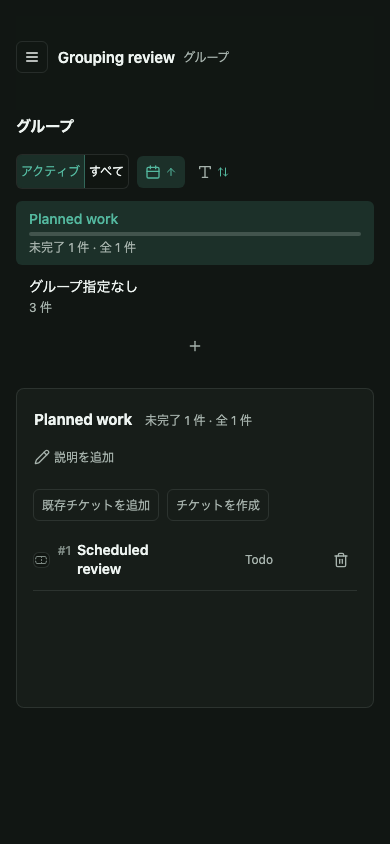 Grouping review グループ
グループ
アクティブ すべて
Planned work
未完了 1 件 · 全 1 件
グループ指定なし
3 件
Planned work 未完了 1 件 · 全 1 件
説明を追加
既存チケットを追加 チケットを作成
#1 Scheduled review Todo